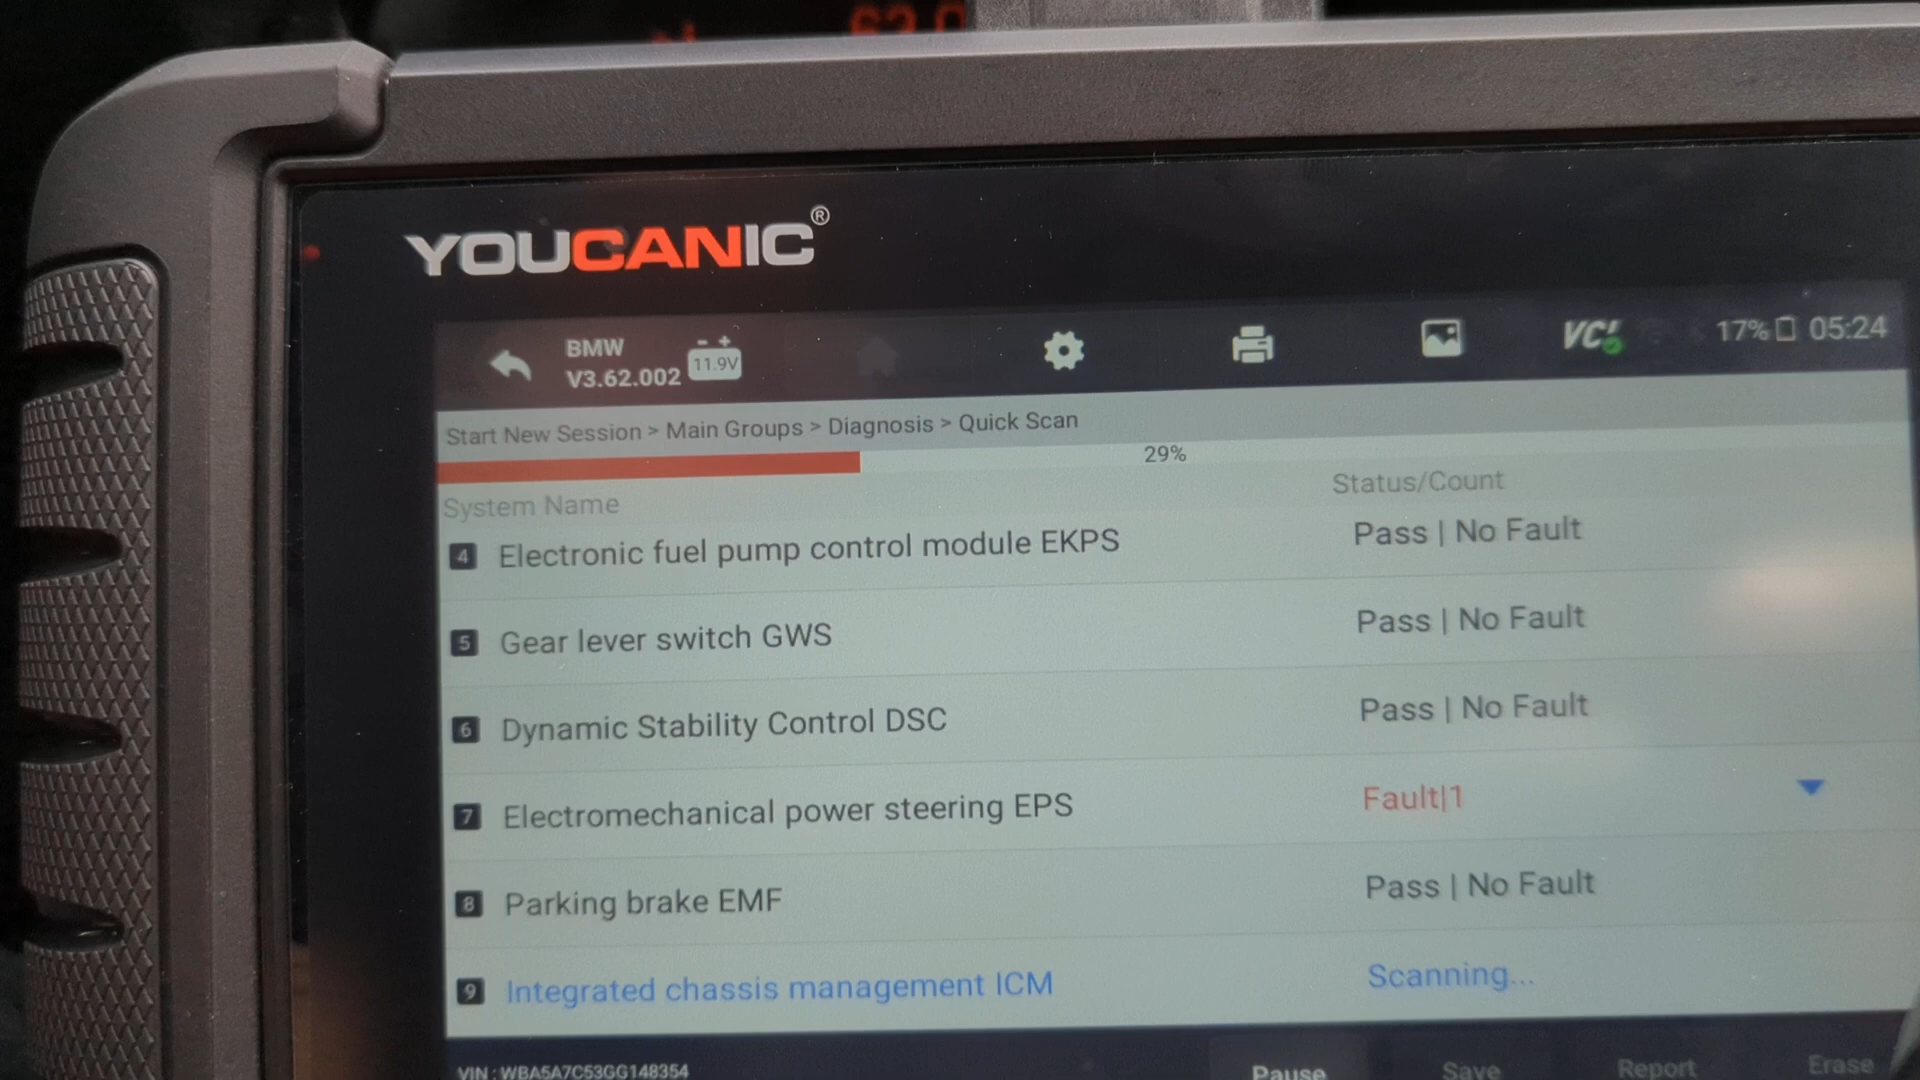 YOUCANIC®
BMW
V3.62.002
- +
11.9V
VCI
17% 05:24
Start New Session > Main Groups > Diagnosis > Quick Scan
29%
System Name Status/Count
4 Electronic fuel pump control module EKPS Pass | No Fault
5 Gear lever switch GWS Pass | No Fault
6 Dynamic Stability Control DSC Pass | No Fault
7 Electromechanical power steering EPS Fault|1
8 Parking brake EMF Pass | No Fault
9 Integrated chassis management ICM Scanning...
VIN : WBA5A7C53GG148354
Pause Save Report Erase